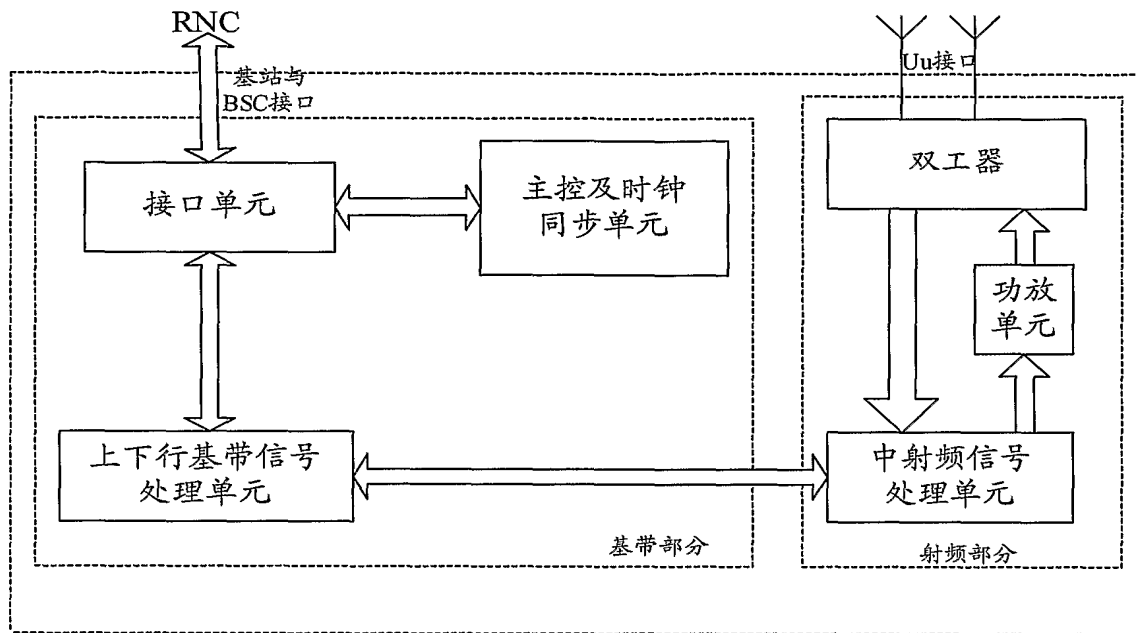 RNC
基站与
BSC接口
Uu接口
接口单元
主控及时钟
同步单元
双工器
功放
单元
上下行基带信号
处理单元
中射频信号
处理单元
基带部分
射频部分